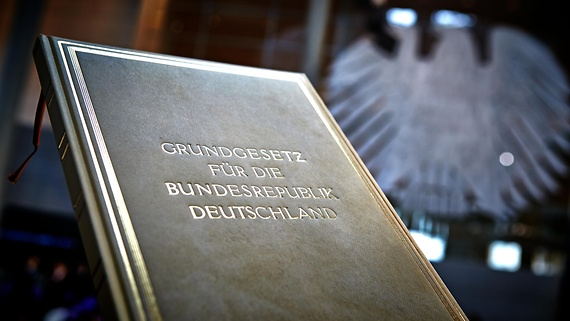 GRUNDGESETZ
FÜR DIE
BUNDESREPUBLIK
DEUTSCHLAND